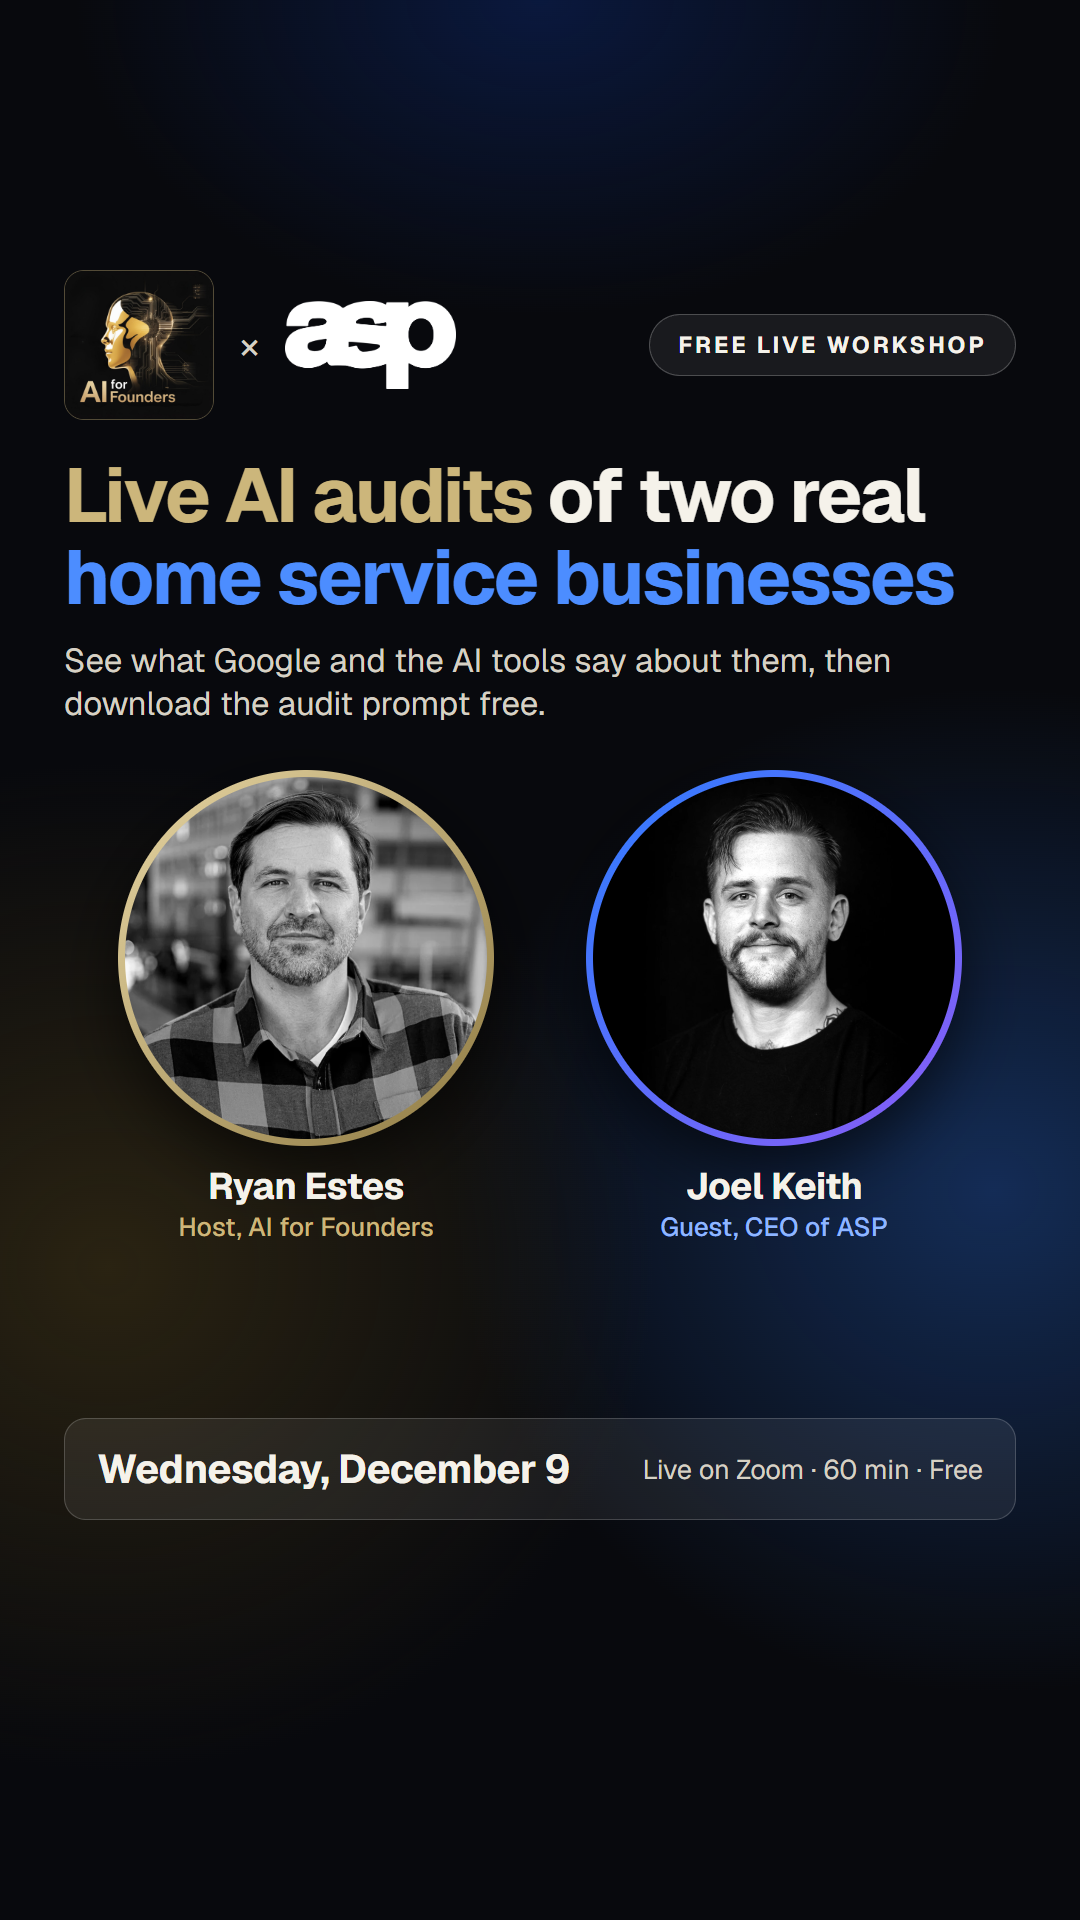 AI for Founders
×
asp
FREE LIVE WORKSHOP
Live AI audits of two real
home service businesses
See what Google and the AI tools say about them, then
download the audit prompt free.
Ryan Estes
Host, AI for Founders
Joel Keith
Guest, CEO of ASP
Wednesday, December 9
Live on Zoom · 60 min · Free